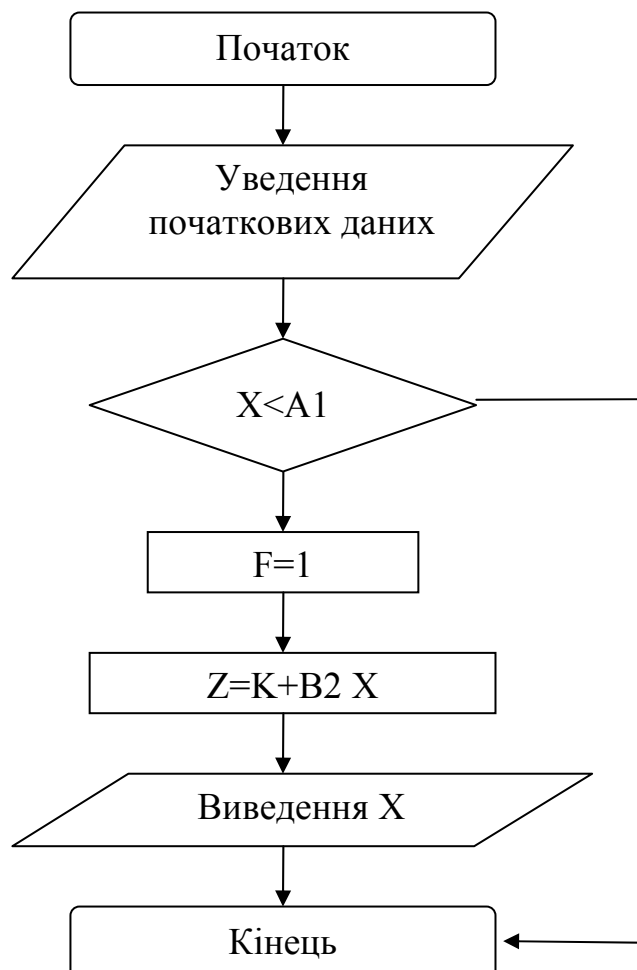 Початок
Уведення
початкових даних
X<A1
F=1
Z=K+B2 X
Виведення X
Кінець